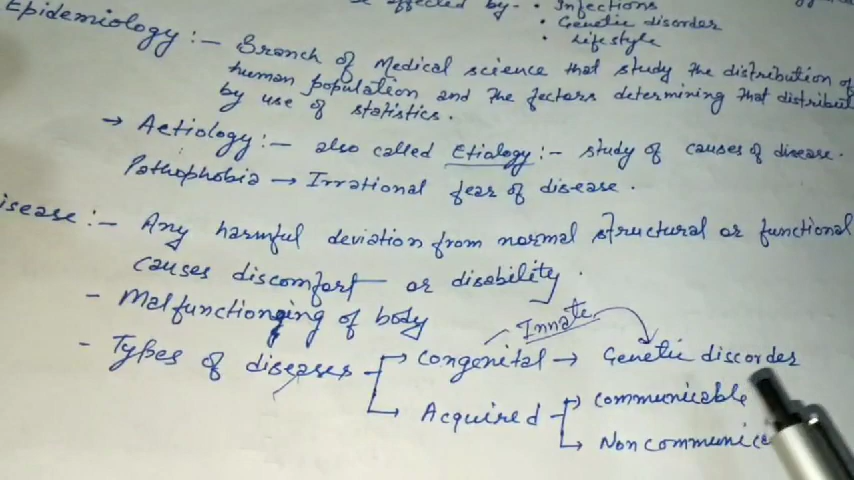 affected by - • Infections
• Genetic disorder
• Lifestyle
Epidemiology :- Branch of Medical science that study the distribution of
human population and the fectors determining that distribut
by use of statistics.
→ Aetiology :- also called Etiology :- study of causes of disease.
Pathophobia → Irrational fear of disease.
isease :- Any harmful deviation from normal structural or functional
causes discomfort or disability.
- Malfunctionging of body
Innate
- Types of diseases Congenital → Genetic discorder
Acquired communicable
Non communica